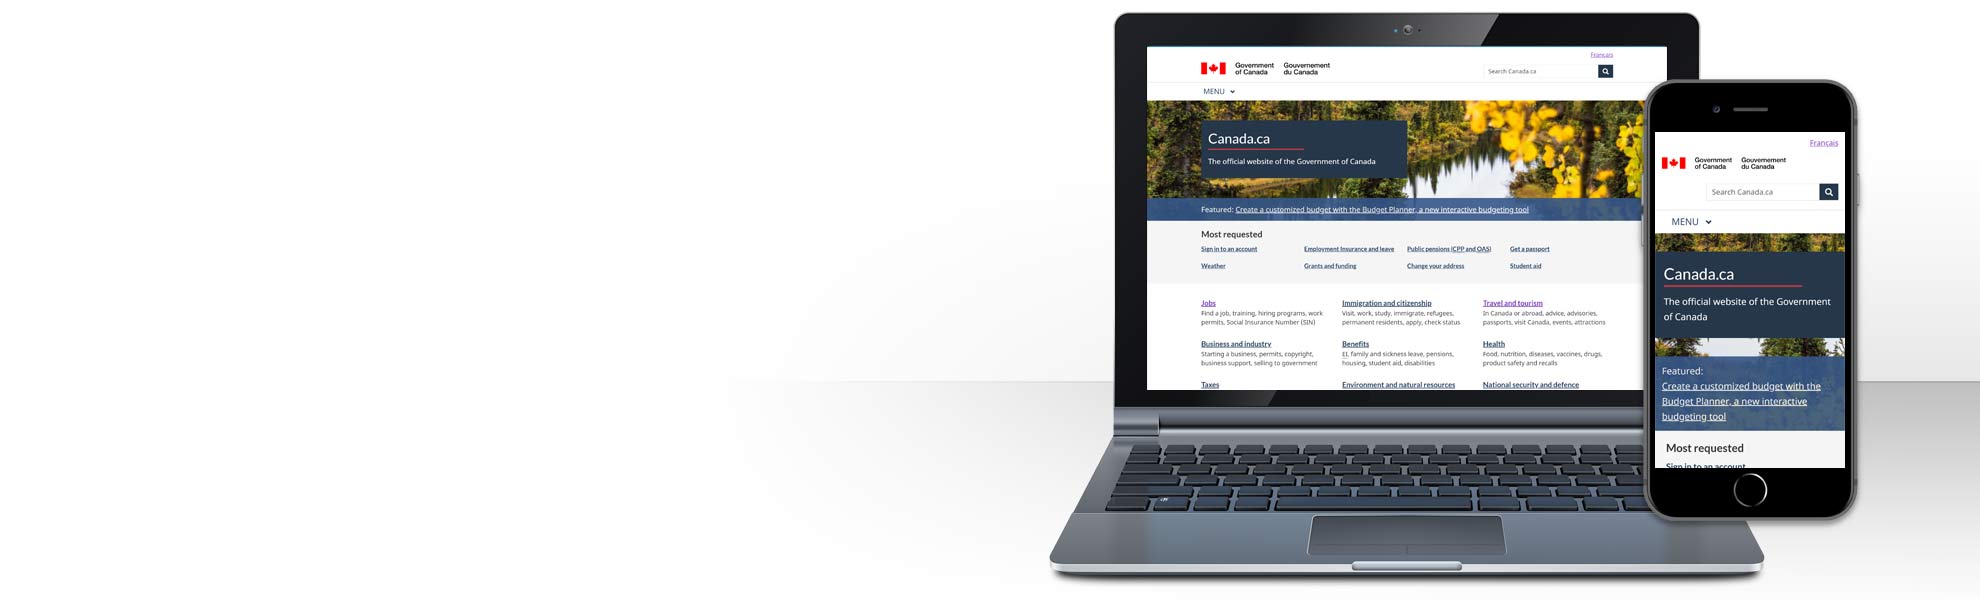 Français
Government of Canada
Gouvernement du Canada
Search Canada.ca
MENU
Canada.ca
The official website of the Government of Canada
Featured: Create a customized budget with the Budget Planner, a new interactive budgeting tool
Most requested
Sign in to an account
Employment Insurance and leave
Public pensions (CPP and OAS)
Get a passport
Weather
Grants and funding
Change your address
Student aid
Jobs
Find a job, training, hiring programs, work
permits, Social Insurance Number (SIN)
Immigration and citizenship
Visit, work, study, immigrate, refugees,
permanent residents, apply, check status
Travel and tourism
In Canada or abroad, advice, advisories,
passports, visit Canada, events, attractions
Business and industry
Starting a business, permits, copyright,
business support, selling to government
Benefits
EI, family and sickness leave, pensions,
housing, student aid, disabilities
Health
Food, nutrition, diseases, vaccines, drugs,
product safety and recalls
Taxes
Environment and natural resources
National security and defence
Français
Government
of Canada
Gouvernement
du Canada
Search Canada.ca
MENU
Canada.ca
The official website of the Government
of Canada
Featured:
Create a customized budget with the
Budget Planner, a new interactive
budgeting tool
Most requested
Sign in to an account